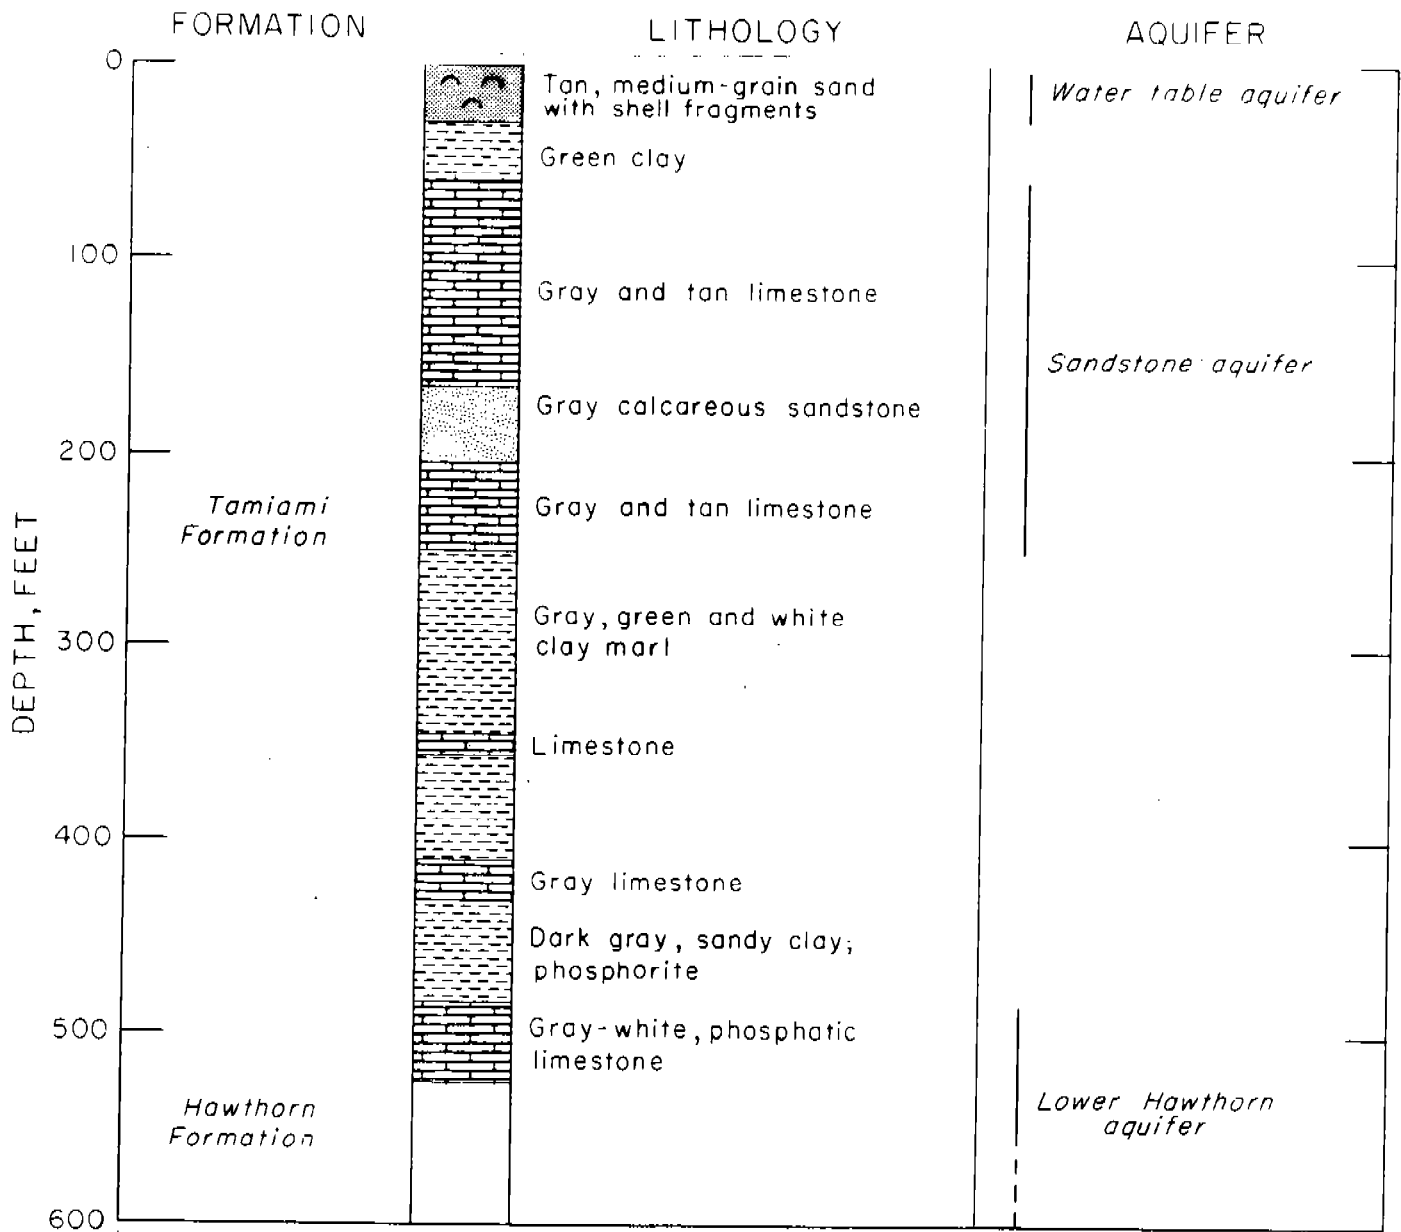 FORMATION
LITHOLOGY
AQUIFER
DEPTH, FEET
0
100
200
300
400
500
600
Tamiami
Formation
Hawthorn
Formation
Tan, medium-grain sand
with shell fragments
Green clay
Gray and tan limestone
Gray calcareous sandstone
Gray and tan limestone
Gray, green and white
clay marl
Limestone
Gray limestone
Dark gray, sandy clay;
phosphorite
Gray-white, phosphatic
limestone
Water table aquifer
Sandstone aquifer
Lower Hawthorn
aquifer